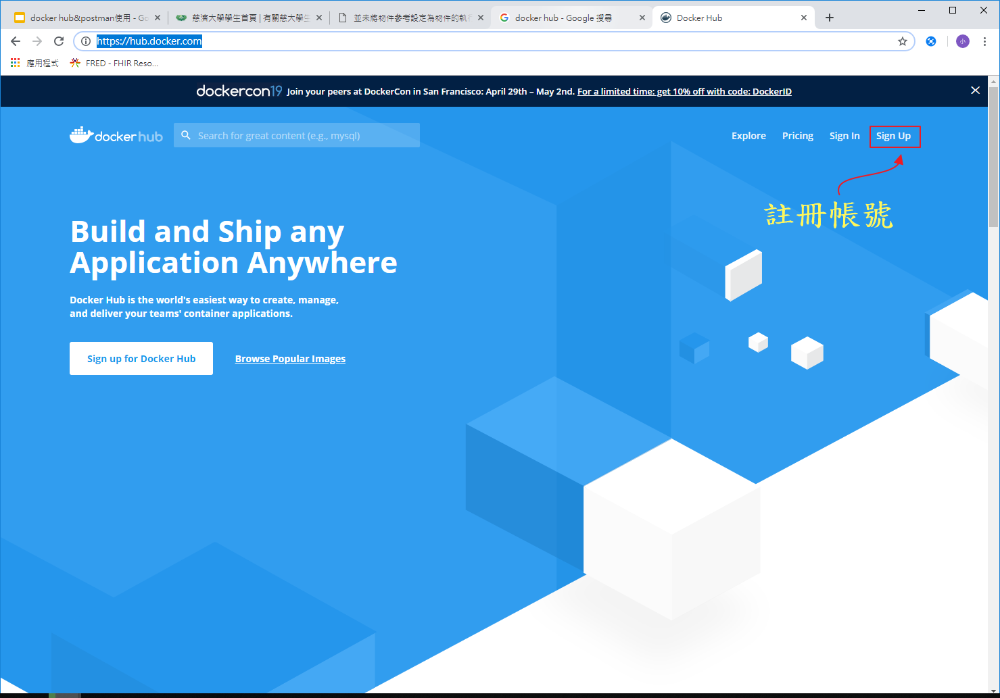 docker hub&postman使用 - Go
慈濟大學學生首頁 | 有關慈大學生
並未將物件參考設定為物件的執行
docker hub - Google 搜尋
Docker Hub
https://hub.docker.com
小
應用程式
FRED - FHIR Reso...
dockercon19 Join your peers at DockerCon in San Francisco: April 29th – May 2nd. For a limited time: get 10% off with code: DockerID
docker hub
Search for great content (e.g., mysql)
Explore
Pricing
Sign In
Sign Up
註冊帳號
Build and Ship any
Application Anywhere
Docker Hub is the world's easiest way to create, manage,
and deliver your teams' container applications.
Sign up for Docker Hub
Browse Popular Images